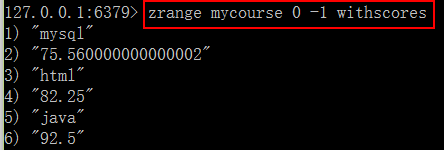 127.0.0.1:6379> zrange mycourse 0 -1 withscores
1) "mysql"
2) "75.560000000000002"
3) "html"
4) "82.25"
5) "java"
6) "92.5"